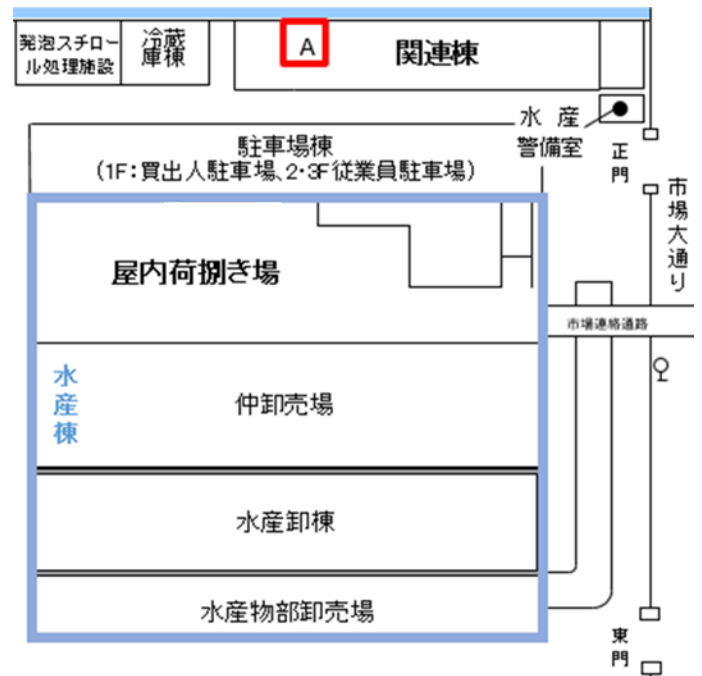 発泡スチロー
ル処理施設
冷蔵
庫棟
A
関連棟
水産
警備室
正
門
駐車場棟
(1F:買出人駐車場、2・3F従業員駐車場)
市
場
大
通
り
屋内荷捌き場
市場連絡通路
水
産
棟
仲卸売場
水産卸棟
水産物部卸売場
東
門